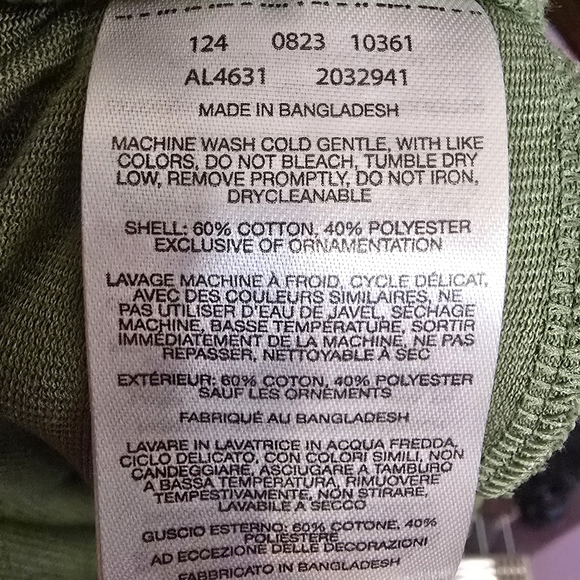 124 0823 10361
AL4631 2032941
MADE IN BANGLADESH
MACHINE WASH COLD GENTLE, WITH LIKE
COLORS, DO NOT BLEACH, TUMBLE DRY
LOW, REMOVE PROMPTLY, DO NOT IRON,
DRYCLEANABLE
SHELL: 60% COTTON, 40% POLYESTER
EXCLUSIVE OF ORNAMENTATION
LAVAGE MACHINE À FROID, CYCLE DÉLICAT,
AVEC DES COULEURS SIMILAIRES, NE
PAS UTILISER D'EAU DE JAVEL, SÉCHAGE
MACHINE, BASSE TEMPÉRATURE, SORTIR
IMMÉDIATEMENT DE LA MACHINE, NE PAS
REPASSER, NETTOYABLE À SEC
EXTÉRIEUR: 60% COTON, 40% POLYESTER
SAUF LES ORNEMENTS
FABRIQUÉ AU BANGLADESH
LAVARE IN LAVATRICE IN ACQUA FREDDA,
CICLO DELICATO, CON COLORI SIMILI, NON
CANDEGGIARE, ASCIUGARE A TAMBURO
A BASSA TEMPERATURA, RIMUOVERE
TEMPESTIVAMENTE, NON STIRARE,
LAVABILE A SECCO
GUSCIO ESTERNO: 60% COTONE, 40%
POLIESTERE
AD ECCEZIONE DELLE DECORAZIONI
FABBRICATO IN BANGLADESH